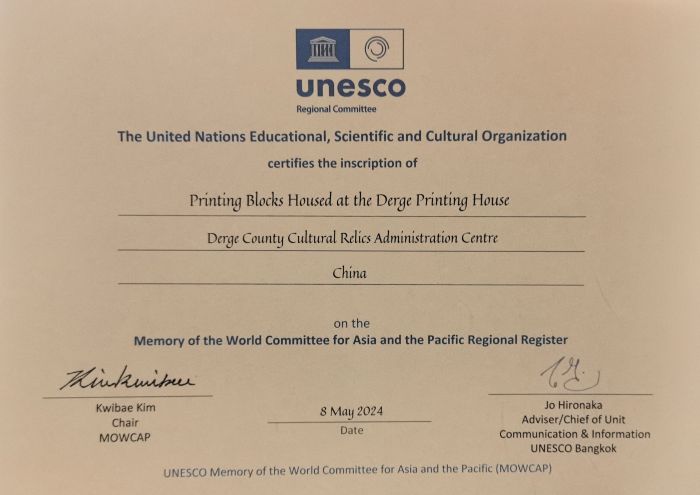 unesco
Regional Committee
The United Nations Educational, Scientific and Cultural Organization
certifies the inscription of
Printing Blocks Housed at the Derge Printing House
Derge County Cultural Relics Administration Centre
China
on the
Memory of the World Committee for Asia and the Pacific Regional Register
Kwibae Kim
Chair
MOWCAP
8 May 2024
Date
Jo Hironaka
Adviser/Chief of Unit
Communication & Information
UNESCO Bangkok
UNESCO Memory of the World Committee for Asia and the Pacific (MOWCAP)